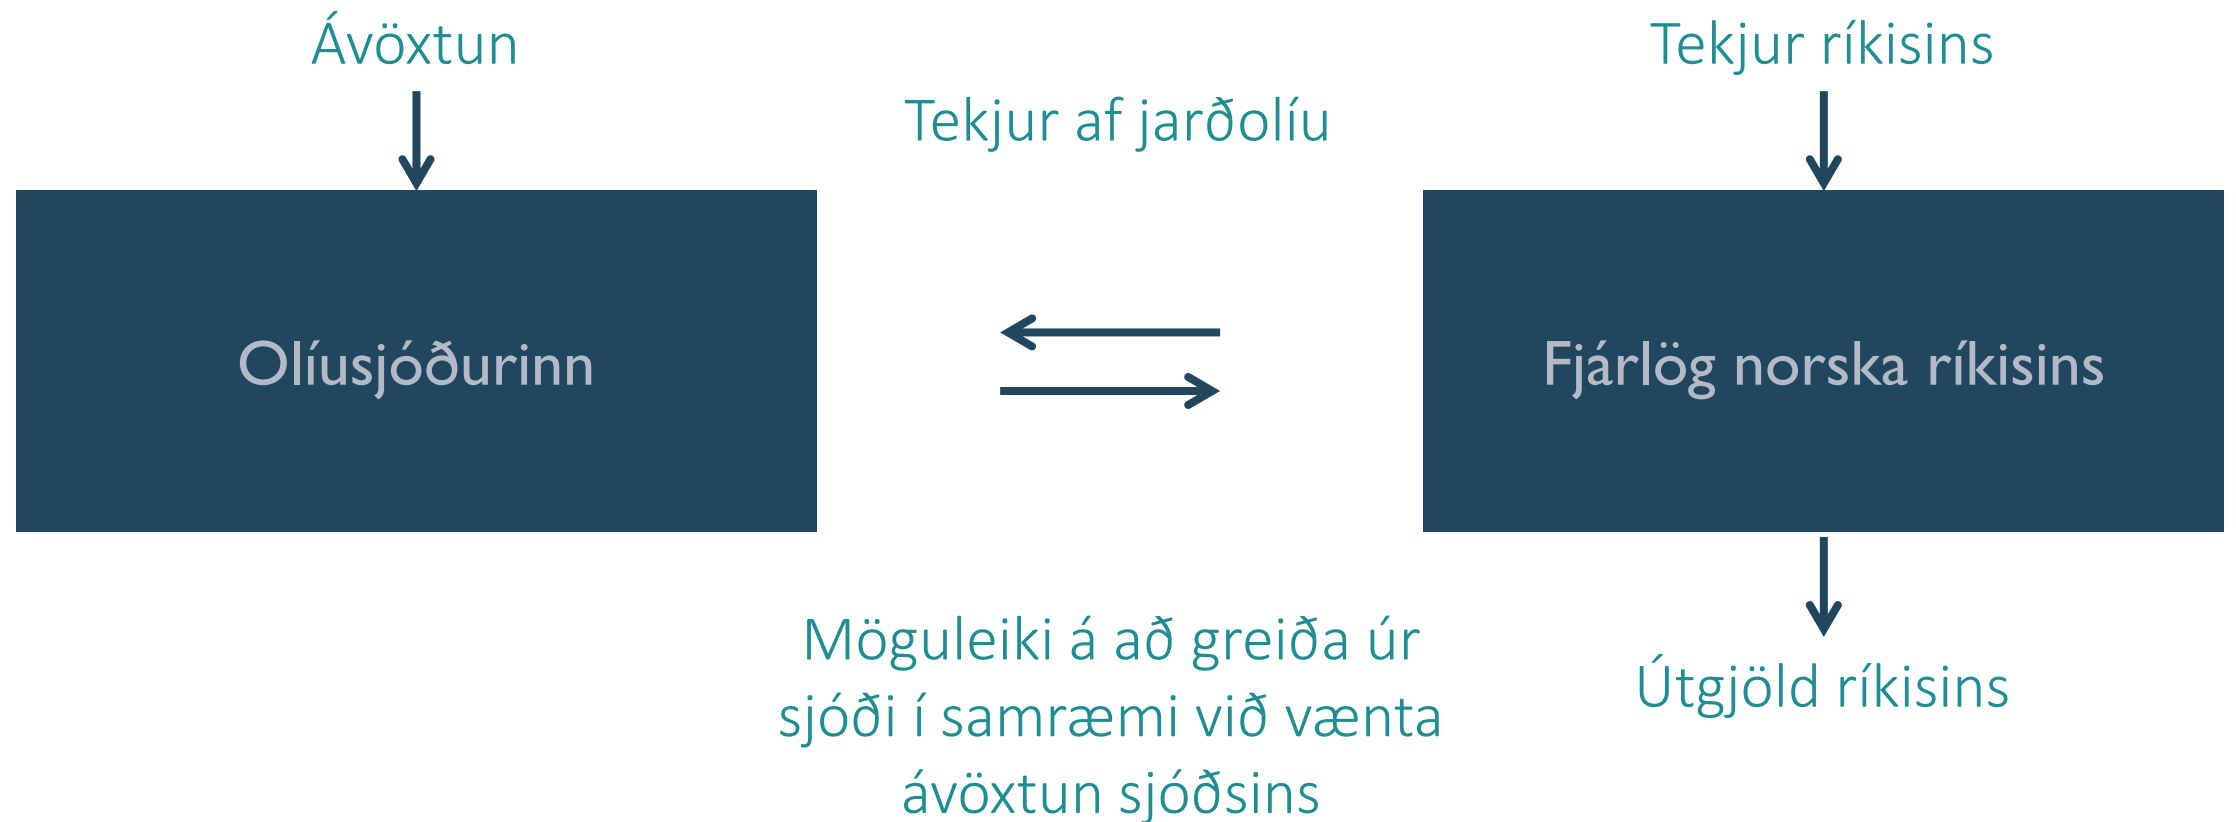 Ávöxtun
Tekjur ríkisins
Tekjur af jarðolíu
Olíusjóðurinn
Fjárlög norska ríkisins
Möguleiki á að greiða úr
sjóði í samræmi við vænta
ávöxtun sjóðsins
Útgjöld ríkisins